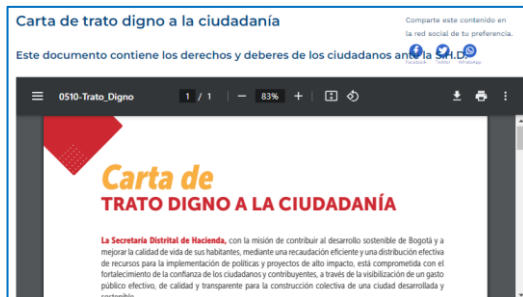 Carta de trato digno a la ciudadanía
Comparte este contenido en
la red social de tu preferencia.
Este documento contiene los derechos y deberes de los ciudadanos ante la S.H.D.
Facebook Twitter WhatsApp
0510-Trato_Digno 1 / 1 83%
Carta de
TRATO DIGNO A LA CIUDADANÍA
La Secretaría Distrital de Hacienda, con la misión de contribuir al desarrollo sostenible de Bogotá y a
mejorar la calidad de vida de sus habitantes, mediante una recaudación eficiente y una distribución efectiva
de recursos para la implementación de políticas y proyectos de alto impacto, está comprometida con el
fortalecimiento de la confianza de los ciudadanos y contribuyentes, a través de la visibilización de un gasto
público efectivo, de calidad y transparente para la construcción colectiva de una ciudad desarrollada y
sostenible.